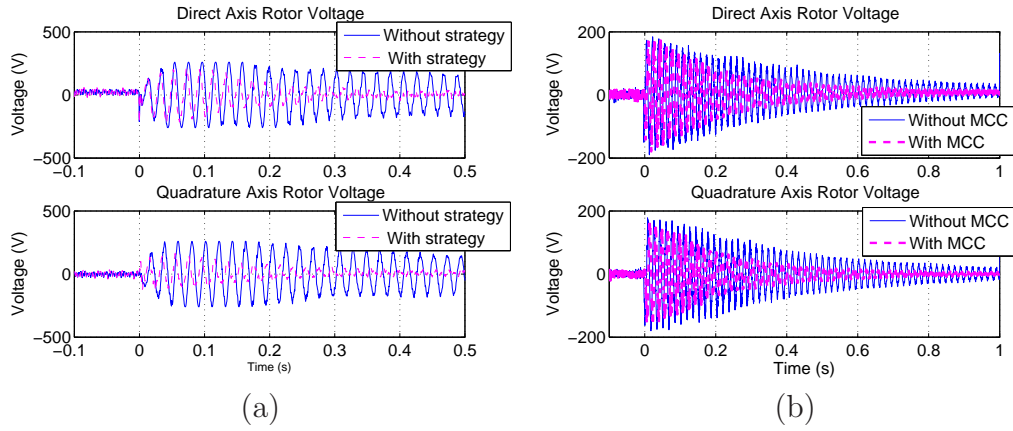 Direct Axis Rotor Voltage
500
0
−500
Voltage (V)
Without strategy
With strategy
−0.1 0 0.1 0.2 0.3 0.4 0.5
Quadrature Axis Rotor Voltage
500
0
−500
Voltage (V)
Without strategy
With strategy
−0.1 0 0.1 0.2 0.3 0.4 0.5
Time (s)
(a)
Direct Axis Rotor Voltage
200
0
−200
Voltage (V)
Without MCC
With MCC
0 0.2 0.4 0.6 0.8 1
Quadrature Axis Rotor Voltage
200
0
−200
Voltage (V)
Without MCC
With MCC
0 0.2 0.4 0.6 0.8 1
Time (s)
(b)